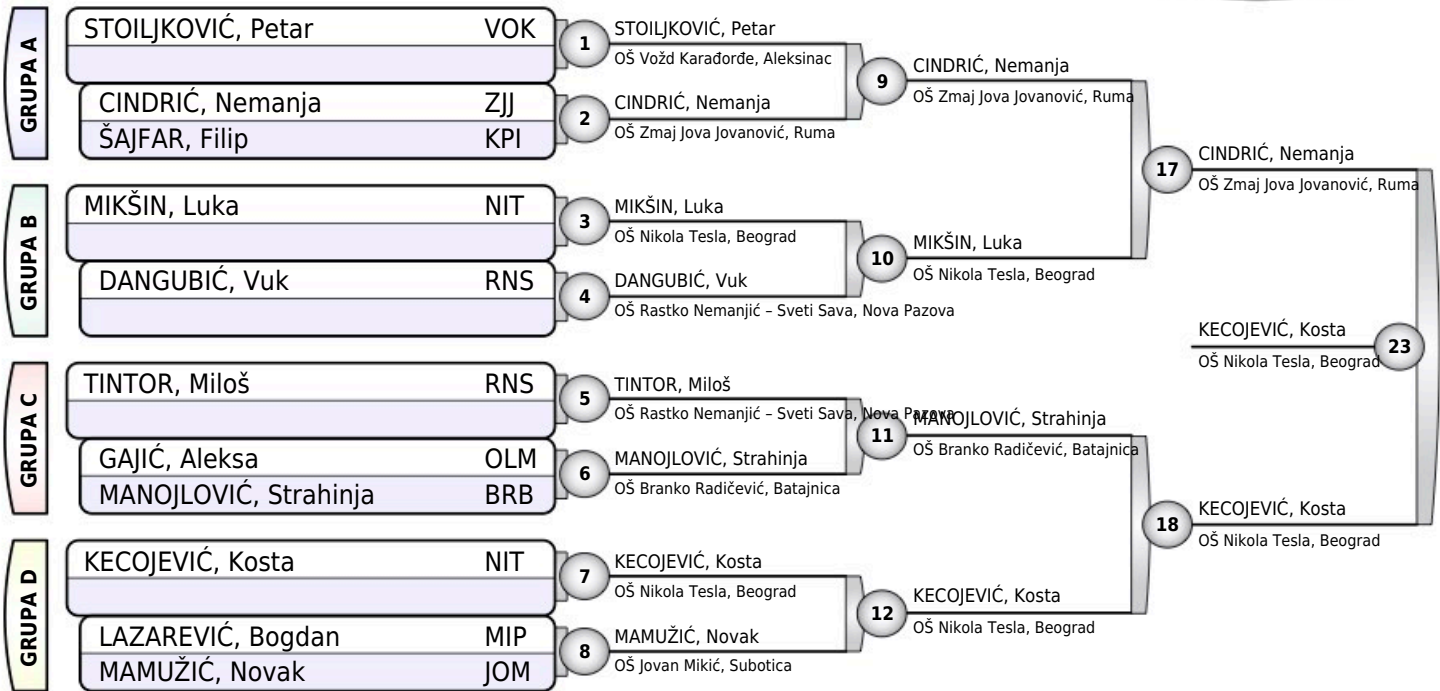 GRUPA A
STOILJKOVIĆ, Petar VOK
CINDRIĆ, Nemanja ZJJ
ŠAJFAR, Filip KPI
GRUPA B
MIKŠIN, Luka NIT
DANGUBIĆ, Vuk RNS
GRUPA C
TINTOR, Miloš RNS
GAJIĆ, Aleksa OLM
MANOJLOVIĆ, Strahinja BRB
GRUPA D
KECOJEVIĆ, Kosta NIT
LAZAREVIĆ, Bogdan MIP
MAMUŽIĆ, Novak JOM
1
STOILJKOVIĆ, Petar
OŠ Vožd Karađorđe, Aleksinac
2
CINDRIĆ, Nemanja
OŠ Zmaj Jova Jovanović, Ruma
3
MIKŠIN, Luka
OŠ Nikola Tesla, Beograd
4
DANGUBIĆ, Vuk
OŠ Rastko Nemanjić – Sveti Sava, Nova Pazova
5
TINTOR, Miloš
OŠ Rastko Nemanjić – Sveti Sava, Nova Pazova
6
MANOJLOVIĆ, Strahinja
OŠ Branko Radičević, Batajnica
7
KECOJEVIĆ, Kosta
OŠ Nikola Tesla, Beograd
8
MAMUŽIĆ, Novak
OŠ Jovan Mikić, Subotica
9
CINDRIĆ, Nemanja
OŠ Zmaj Jova Jovanović, Ruma
10
MIKŠIN, Luka
OŠ Nikola Tesla, Beograd
11
MANOJLOVIĆ, Strahinja
OŠ Branko Radičević, Batajnica
12
KECOJEVIĆ, Kosta
OŠ Nikola Tesla, Beograd
17
CINDRIĆ, Nemanja
OŠ Zmaj Jova Jovanović, Ruma
18
KECOJEVIĆ, Kosta
OŠ Nikola Tesla, Beograd
KECOJEVIĆ, Kosta
OŠ Nikola Tesla, Beograd
23